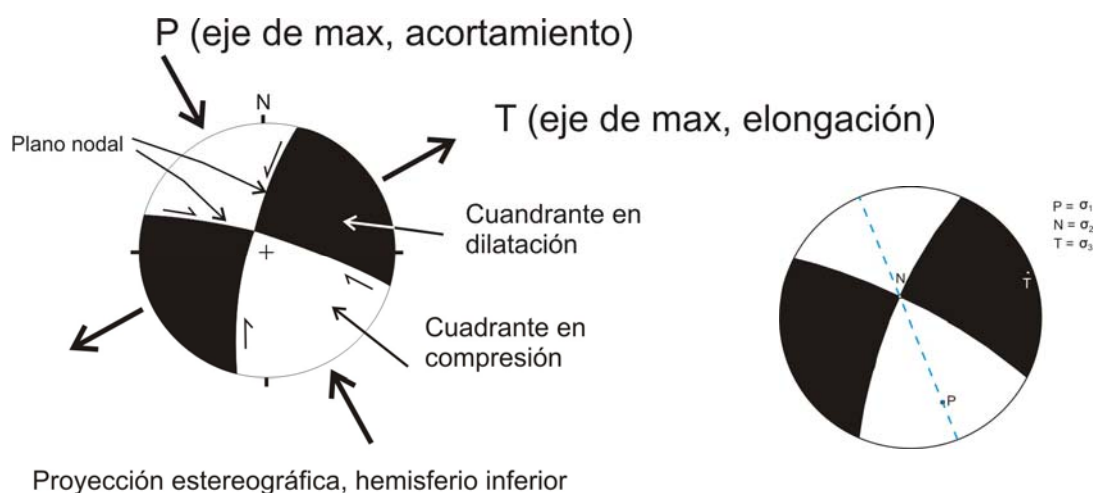 P (eje de max, acortamiento)
N
T (eje de max, elongación)
Plano nodal
Cuandrante en
dilatación
Cuadrante en
compresión
Proyección estereográfica, hemisferio inferior
P = σ₁
N = σ₂
T = σ₃
N
T
P